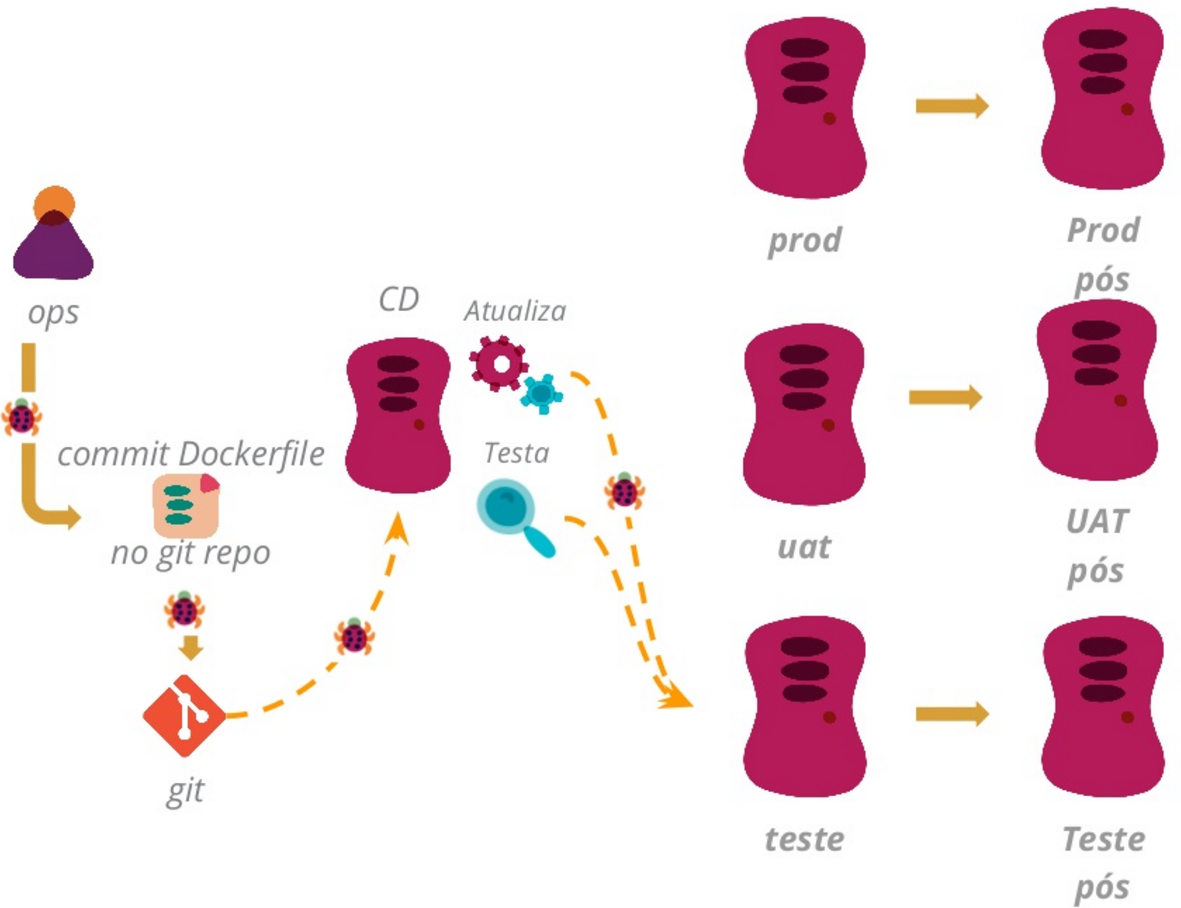 ops
commit Dockerfile
no git repo
git
CD
Atualiza
Testa
prod
Prod
pós
uat
UAT
pós
teste
Teste
pós